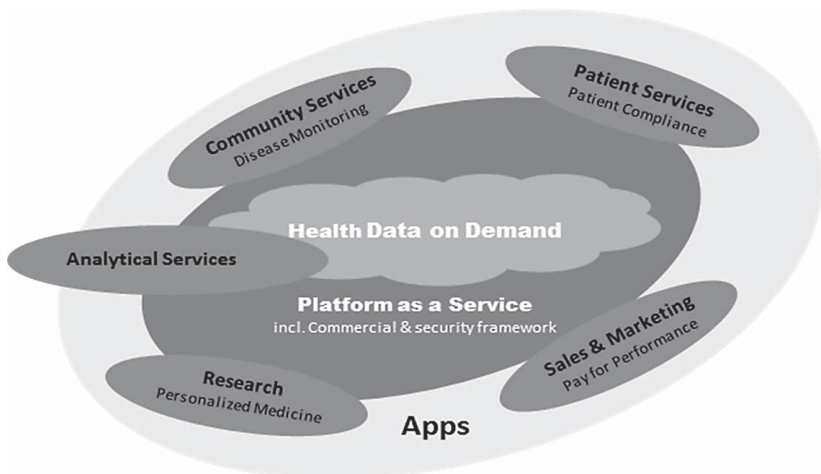 Community Services
Disease Monitoring
Patient Services
Patient Compliance
Health Data on Demand
Analytical Services
Platform as a Service
incl. Commercial & security framework
Sales & Marketing
Pay for Performance
Research
Personalized Medicine
Apps